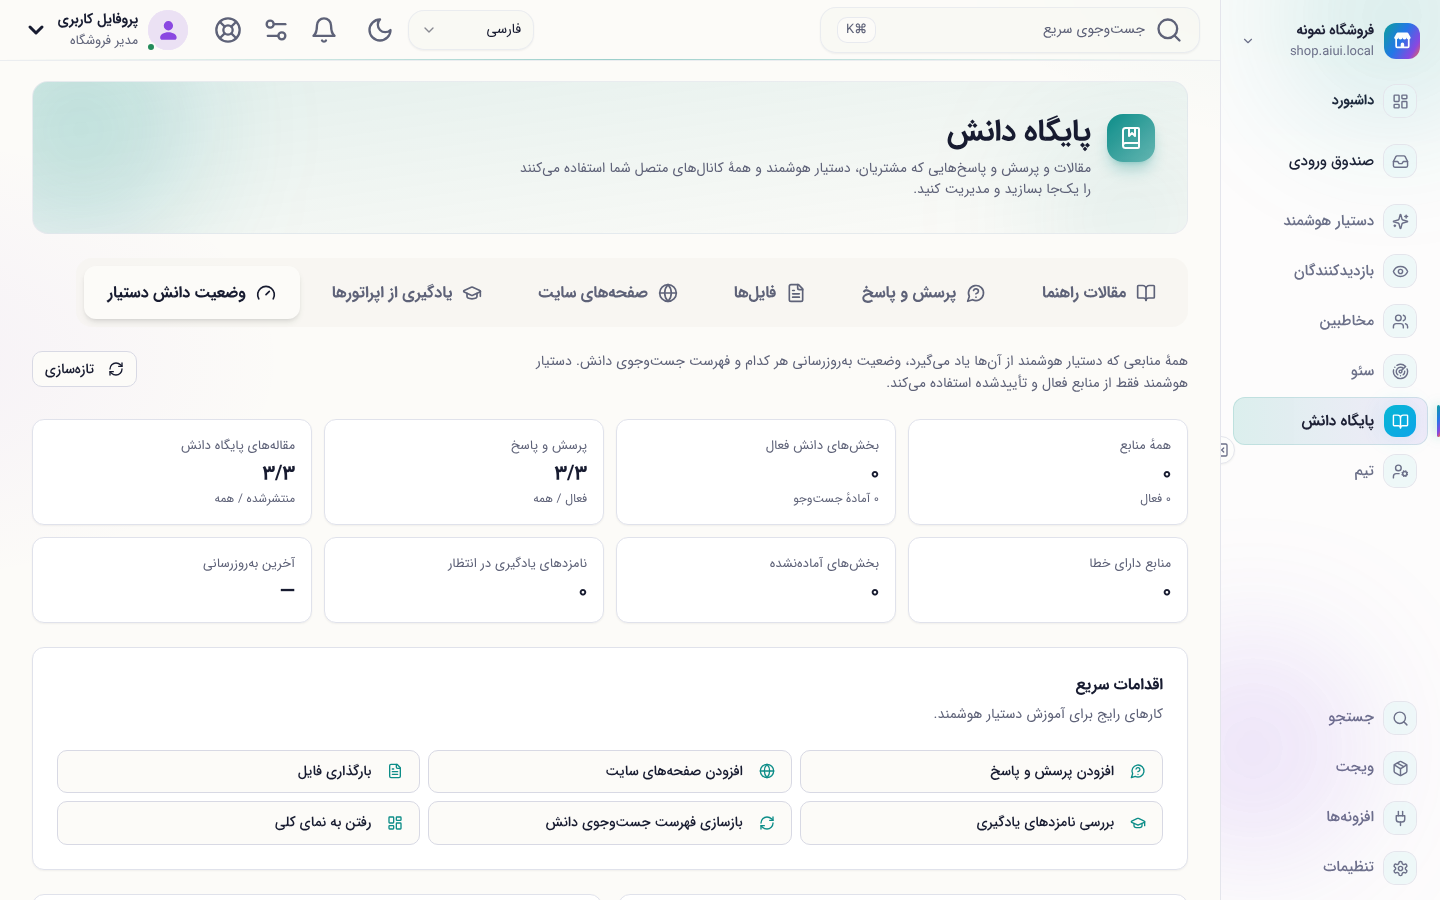 فروشگاه نمونه
shop.aiui.local
داشبورد
صندوق ورودی
دستیار هوشمند
بازدیدکنندگان
مخاطبین
سئو
پایگاه دانش
تیم
جستجو
ویجت
افزونه‌ها
تنظیمات
جست‌وجوی سریع
⌘K
فارسی
پروفایل کاربری
مدیر فروشگاه
پایگاه دانش
مقالات و پرسش و پاسخ‌هایی که مشتریان، دستیار هوشمند و همهٔ کانال‌های متصل شما استفاده می‌کنند
را یک‌جا بسازید و مدیریت کنید.
مقالات راهنما
پرسش و پاسخ
فایل‌ها
صفحه‌های سایت
یادگیری از اپراتورها
وضعیت دانش دستیار
همهٔ منابعی که دستیار هوشمند از آن‌ها یاد می‌گیرد، وضعیت به‌روزرسانی هر کدام و فهرست جست‌وجوی دانش. دستیار
هوشمند فقط از منابع فعال و تأییدشده استفاده می‌کند.
تازه‌سازی
همهٔ منابع
۰
۰ فعال
بخش‌های دانش فعال
۰
۰ آمادهٔ جست‌وجو
پرسش و پاسخ
۳/۳
فعال / همه
مقاله‌های پایگاه دانش
۳/۳
منتشرشده / همه
منابع دارای خطا
۰
بخش‌های آماده‌نشده
۰
نامزدهای یادگیری در انتظار
۰
آخرین به‌روزرسانی
—
اقدامات سریع
کارهای رایج برای آموزش دستیار هوشمند.
افزودن پرسش و پاسخ
افزودن صفحه‌های سایت
بارگذاری فایل
بررسی نامزدهای یادگیری
بازسازی فهرست جست‌وجوی دانش
رفتن به نمای کلی